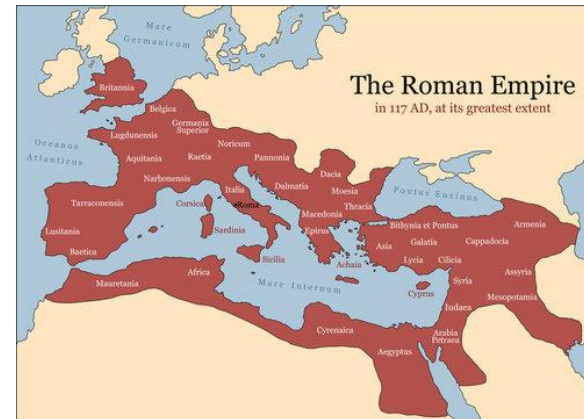 Mare
Germanicum
The Roman Empire
in 117 AD, at its greatest extent
Britannia
Belgica
Germania
Superior
Lugdunensis
Oceanus
Atlanticus
Noricum
Aquitania
Raetia
Pannonia
Dacia
Narbonensis
Italia
Dalmatia
Moesia
Pontus Euxinus
Tarraconensis
Corsica
Roma
Thracia
Macedonia
Bithynia et Pontus
Armenia
Lusitania
Sardinia
Epirus
Asia
Galatia
Cappadocia
Baetica
Sicilia
Achaia
Lycia
Cilicia
Assyria
Mauretania
Africa
Syria
Mare Internum
Cyprus
Mesopotamia
Iudaea
Cyrenaica
Arabia
Petraea
Aegyptus